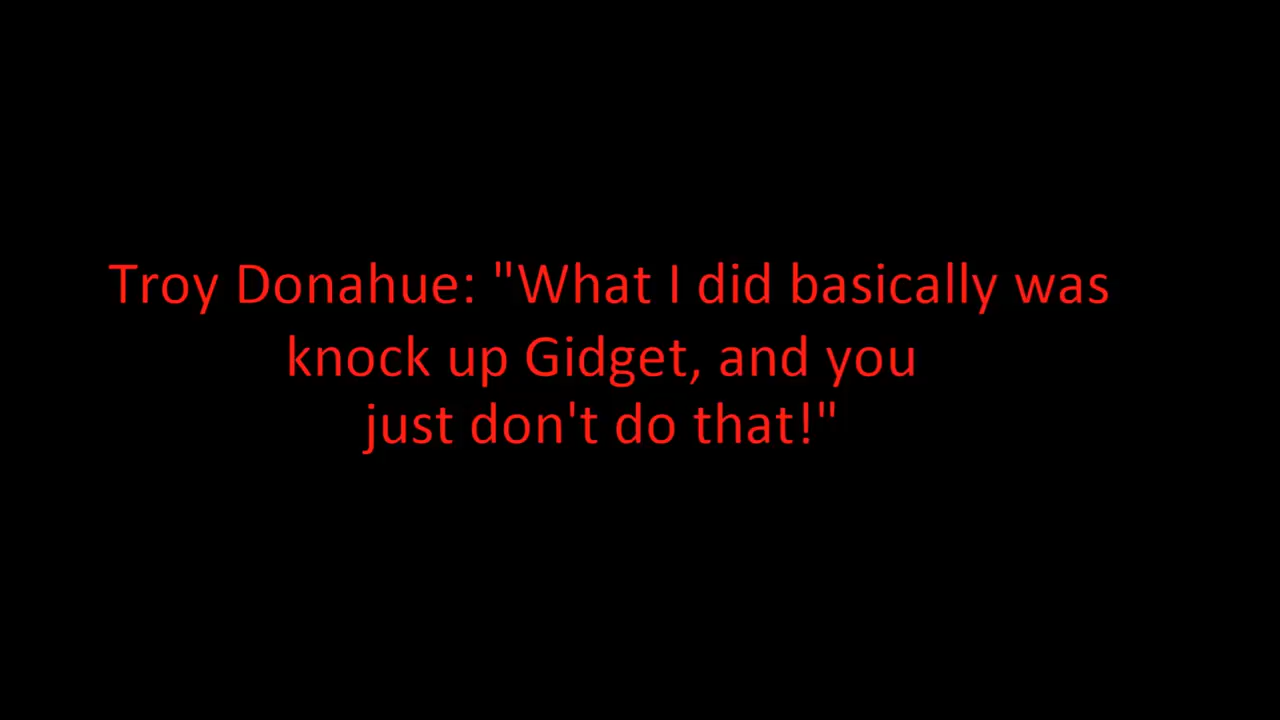 Troy Donahue: "What I did basically was
knock up Gidget, and you
just don't do that!"